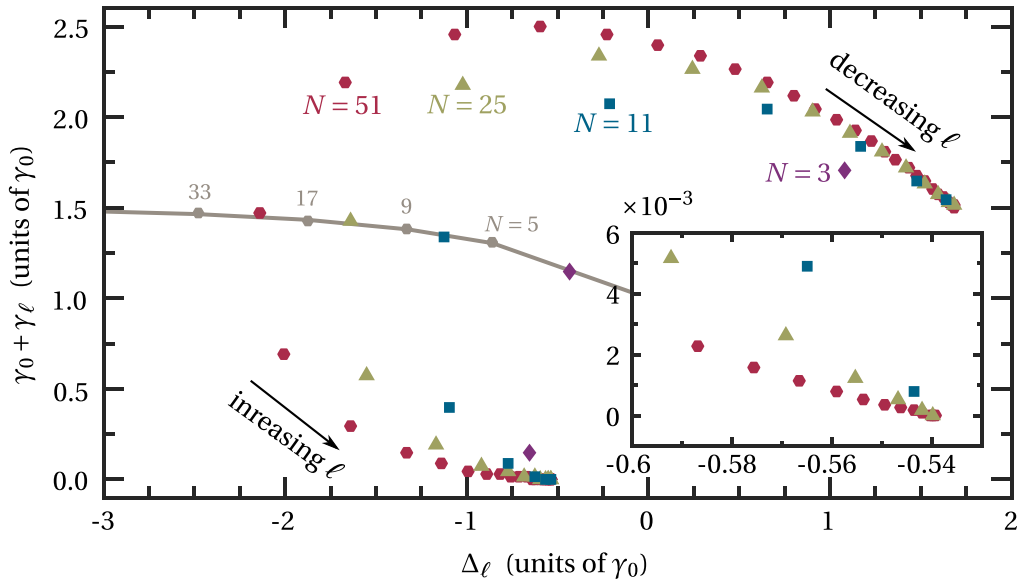 2.5
2.0
1.5
1.0
0.5
0.0
γ₀ + γ_ℓ (units of γ₀)
N = 51
N = 25
N = 11
N = 3
decreasing ℓ
33
17
9
N = 5
inreasing ℓ
×10⁻³
6
4
2
0
-0.6
-0.58
-0.56
-0.54
-3
-2
-1
0
1
2
Δ_ℓ (units of γ₀)